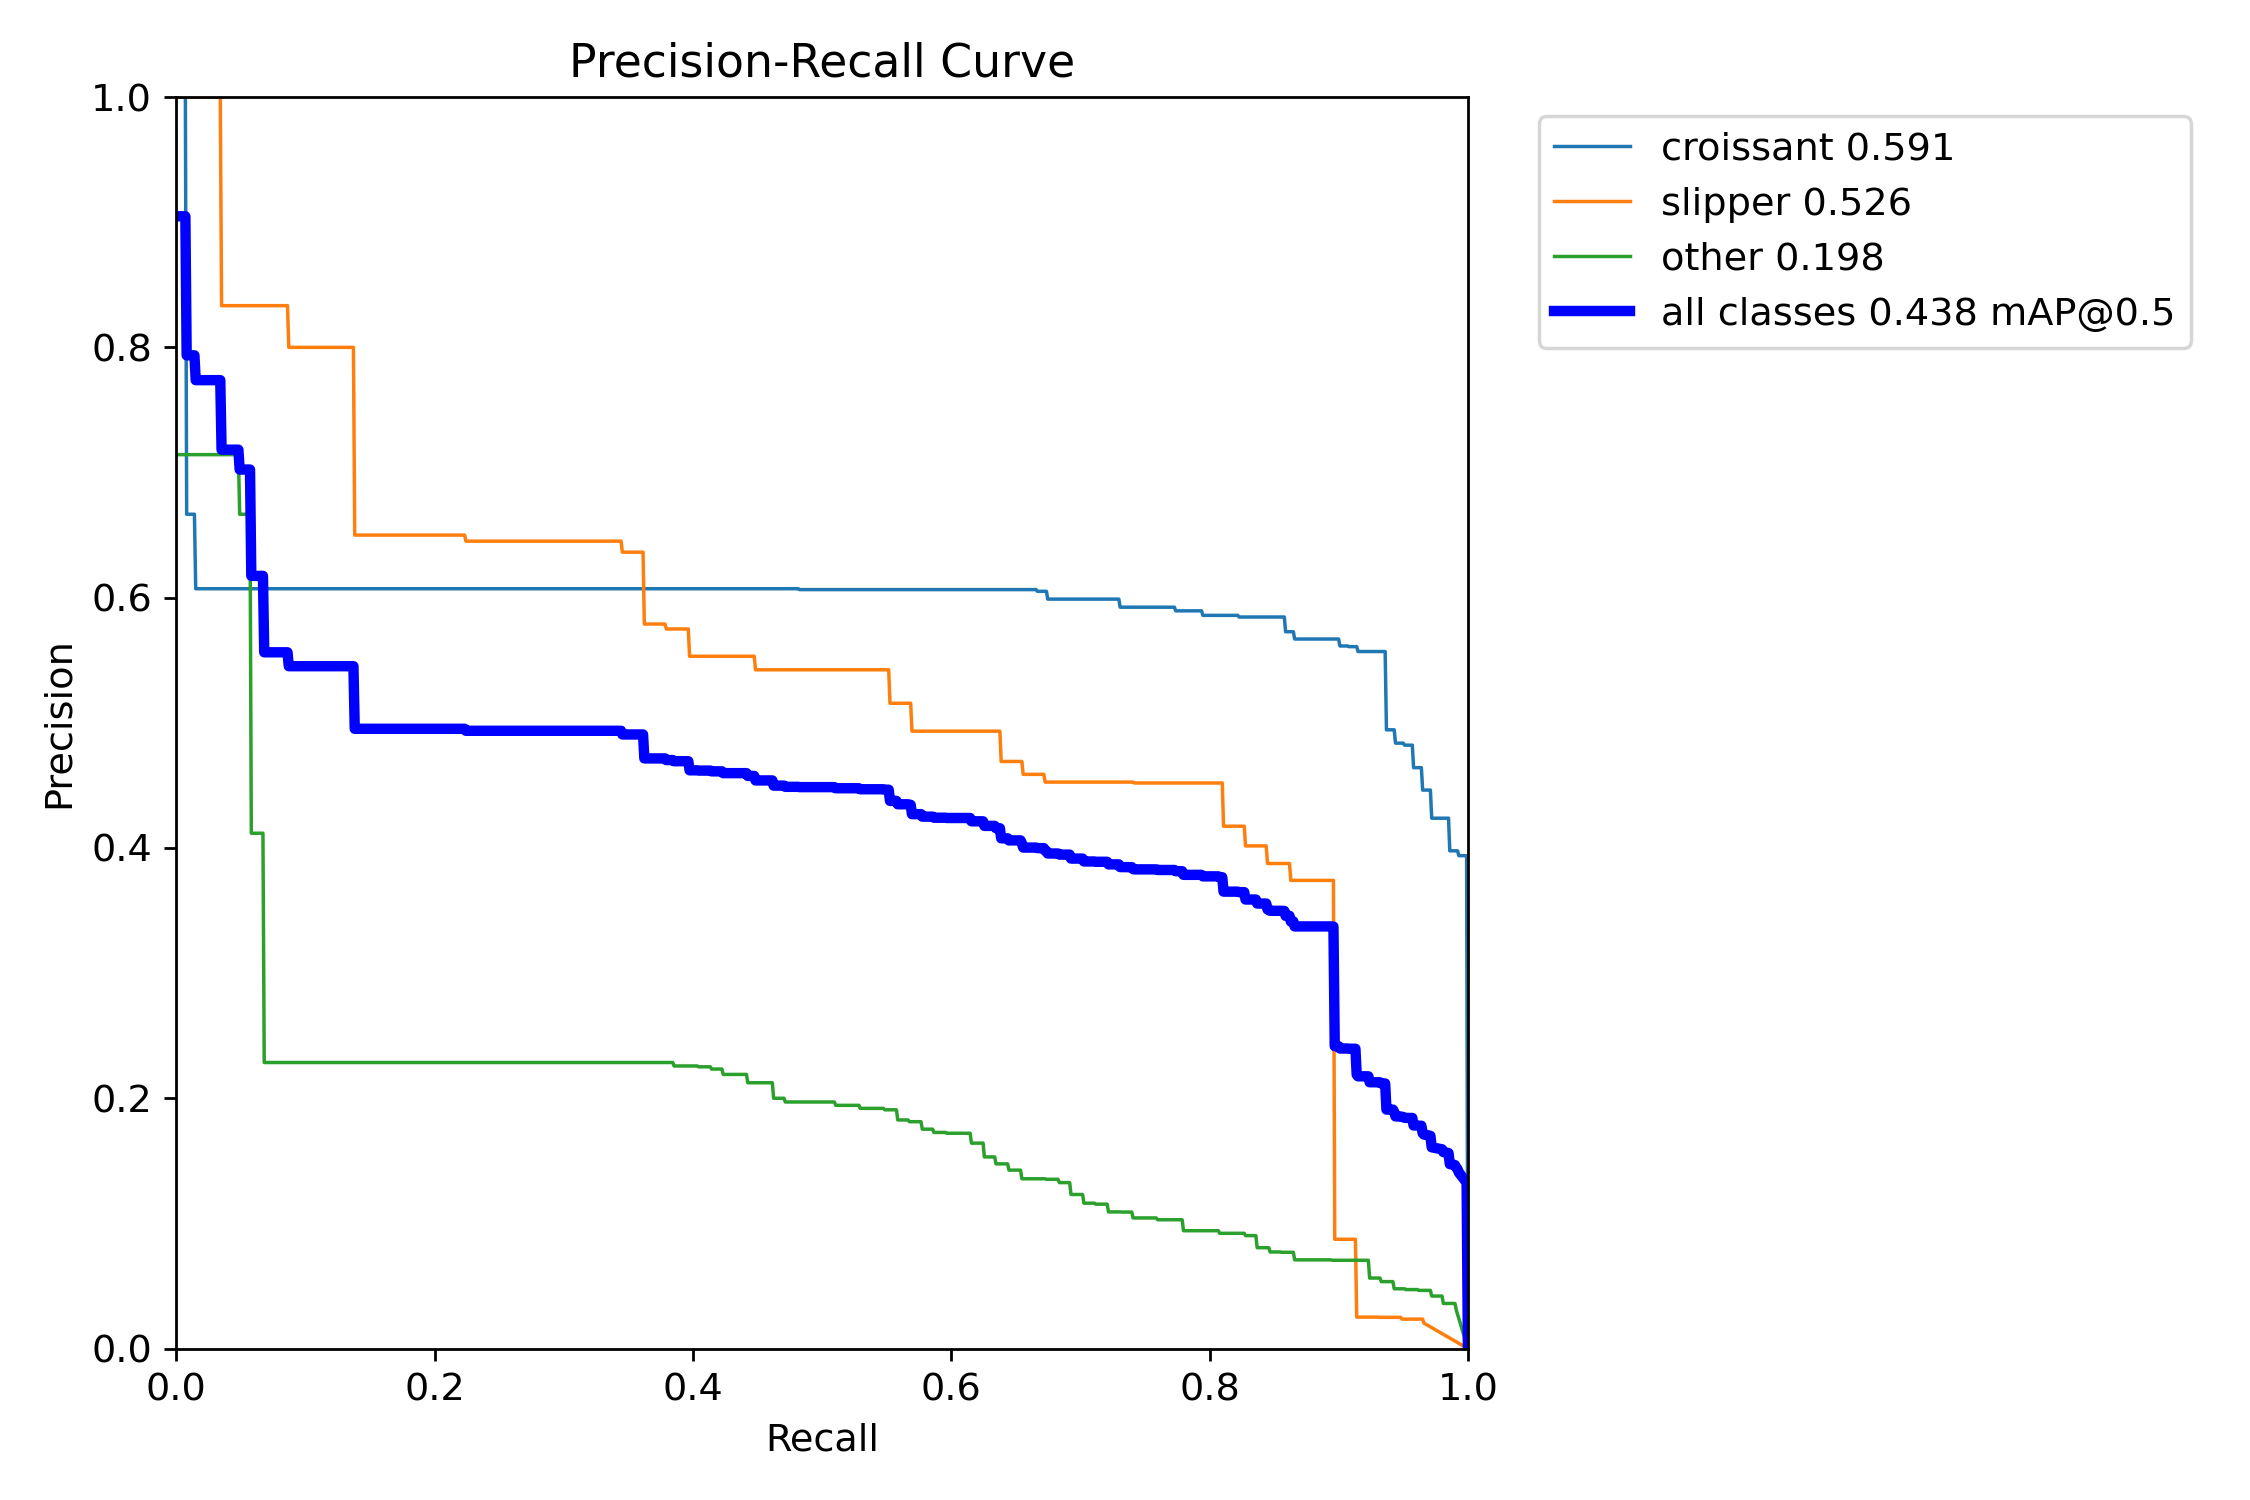 Precision-Recall Curve
1.0
0.8
0.6
0.4
0.2
0.0
Precision
0.0 0.2 0.4 0.6 0.8 1.0
Recall
croissant 0.591
slipper 0.526
other 0.198
all classes 0.438 mAP@0.5